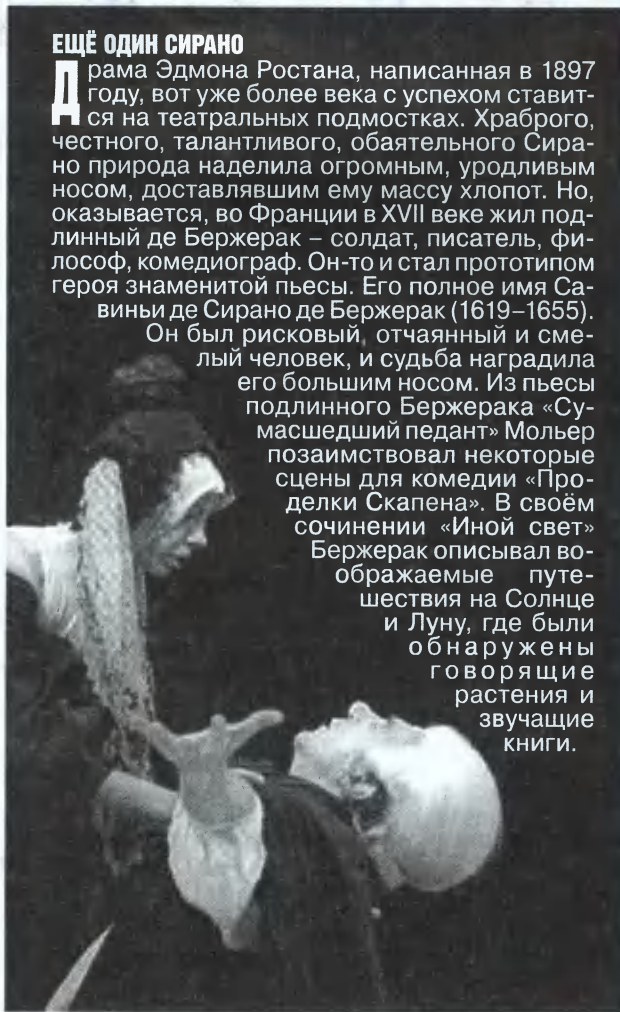 ЕЩЁ ОДИН СИРАНО
Драма Эдмона Ростана, написанная в 1897
году, вот уже более века с успехом ставит-
ся на театральных подмостках. Храброго,
честного, талантливого, обаятельного Сира-
но природа наделила огромным, уродливым
носом, доставлявшим ему массу хлопот. Но,
оказывается, во Франции в XVII веке жил под-
линный де Бержерак – солдат, писатель, фи-
лософ, комедиограф. Он-то и стал прототипом
героя знаменитой пьесы. Его полное имя Са-
виньи де Сирано де Бержерак (1619–1655).
Он был рисковый, отчаянный и сме-
лый человек, и судьба наградила
его большим носом. Из пьесы
подлинного Бержерака «Су-
масшедший педант» Мольер
позаимствовал некоторые
сцены для комедии «Про-
делки Скапена». В своём
сочинении «Иной свет»
Бержерак описывал во-
ображаемые путе-
шествия на Солнце
и Луну, где были
обнаружены
говорящие
растения и
звучащие
книги.